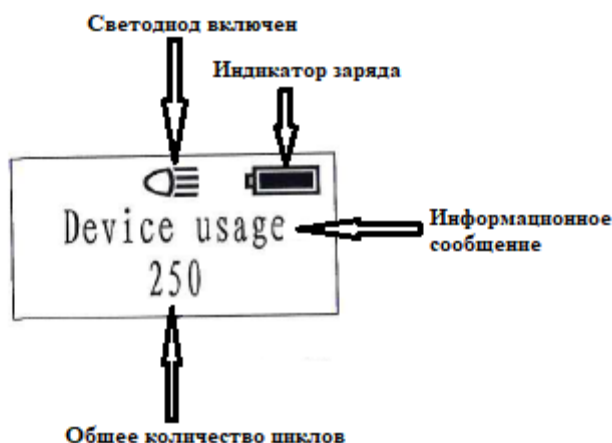 Светодиод включен
Индикатор заряда
Device usage
250
Информационное
сообщение
Общее количество циклов